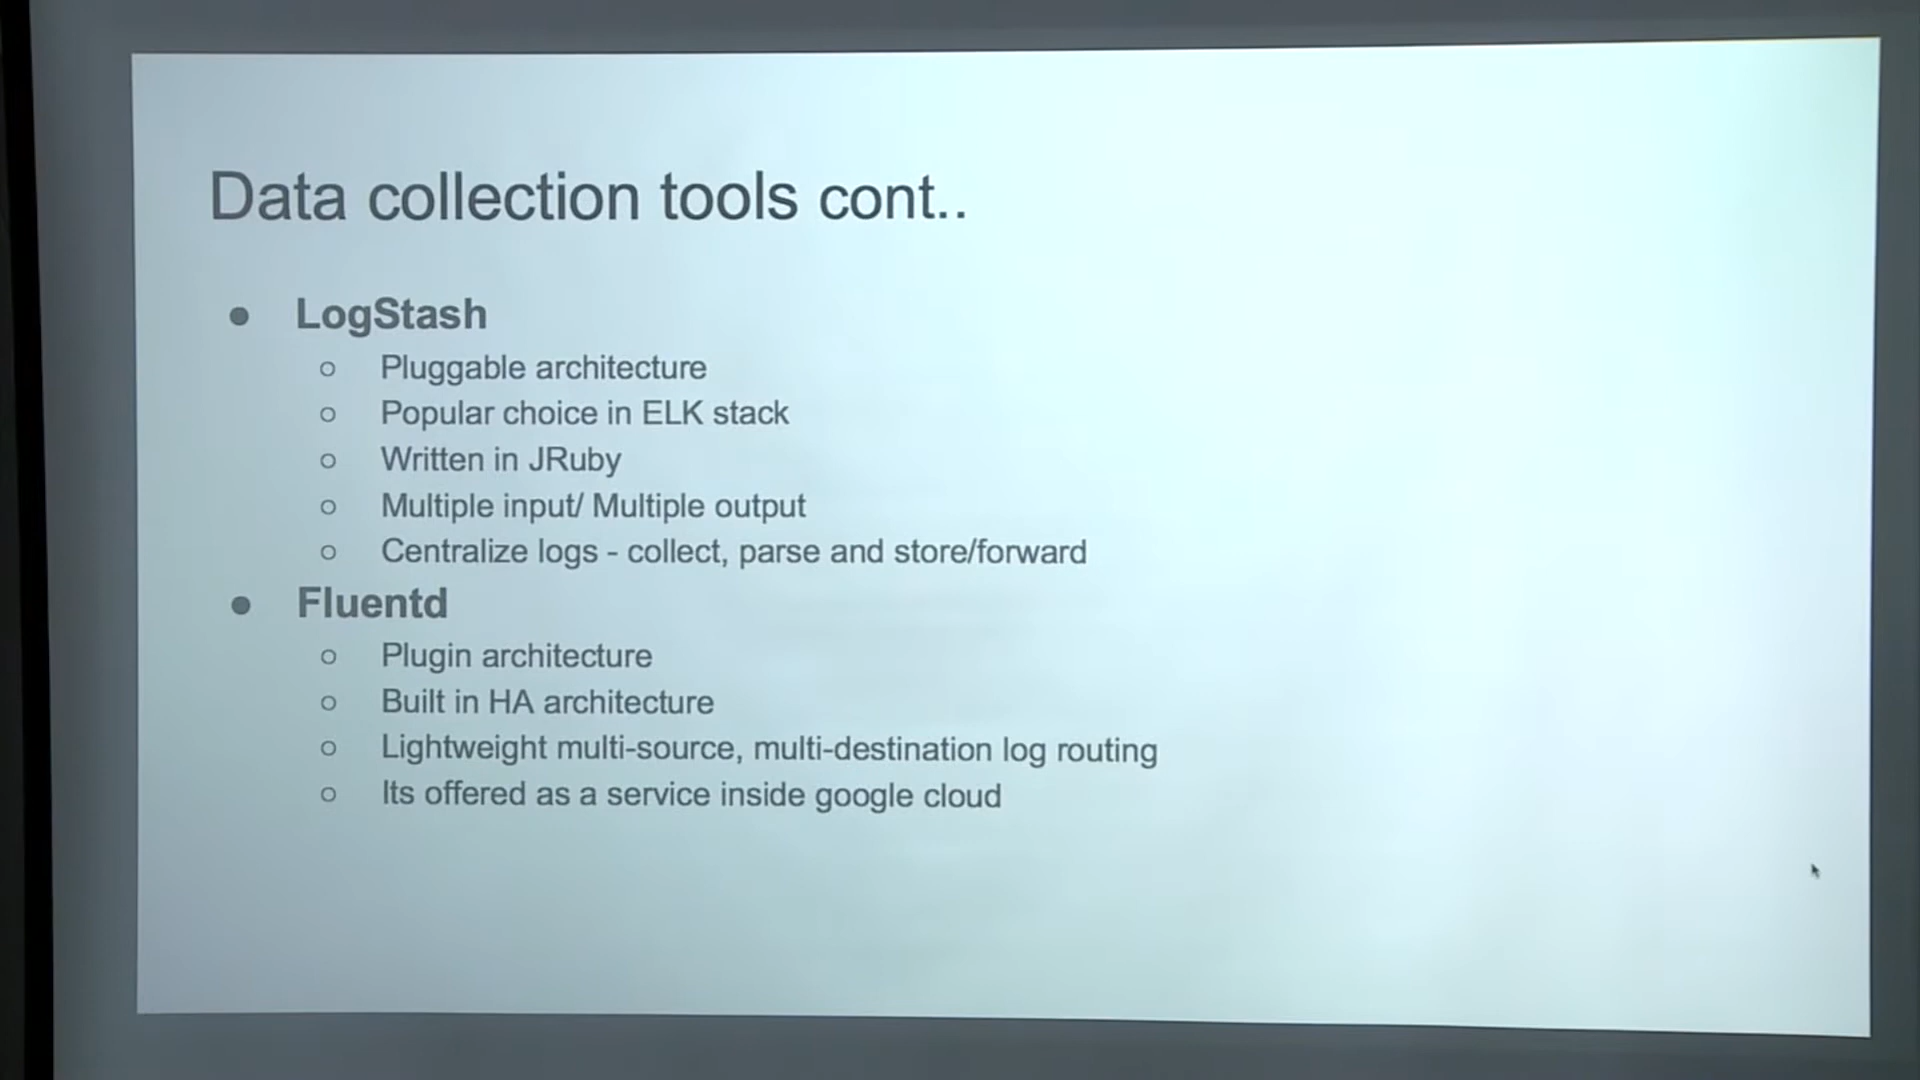 Data collection tools cont..
● LogStash
○ Pluggable architecture
○ Popular choice in ELK stack
○ Written in JRuby
○ Multiple input/ Multiple output
○ Centralize logs - collect, parse and store/forward
● Fluentd
○ Plugin architecture
○ Built in HA architecture
○ Lightweight multi-source, multi-destination log routing
○ Its offered as a service inside google cloud